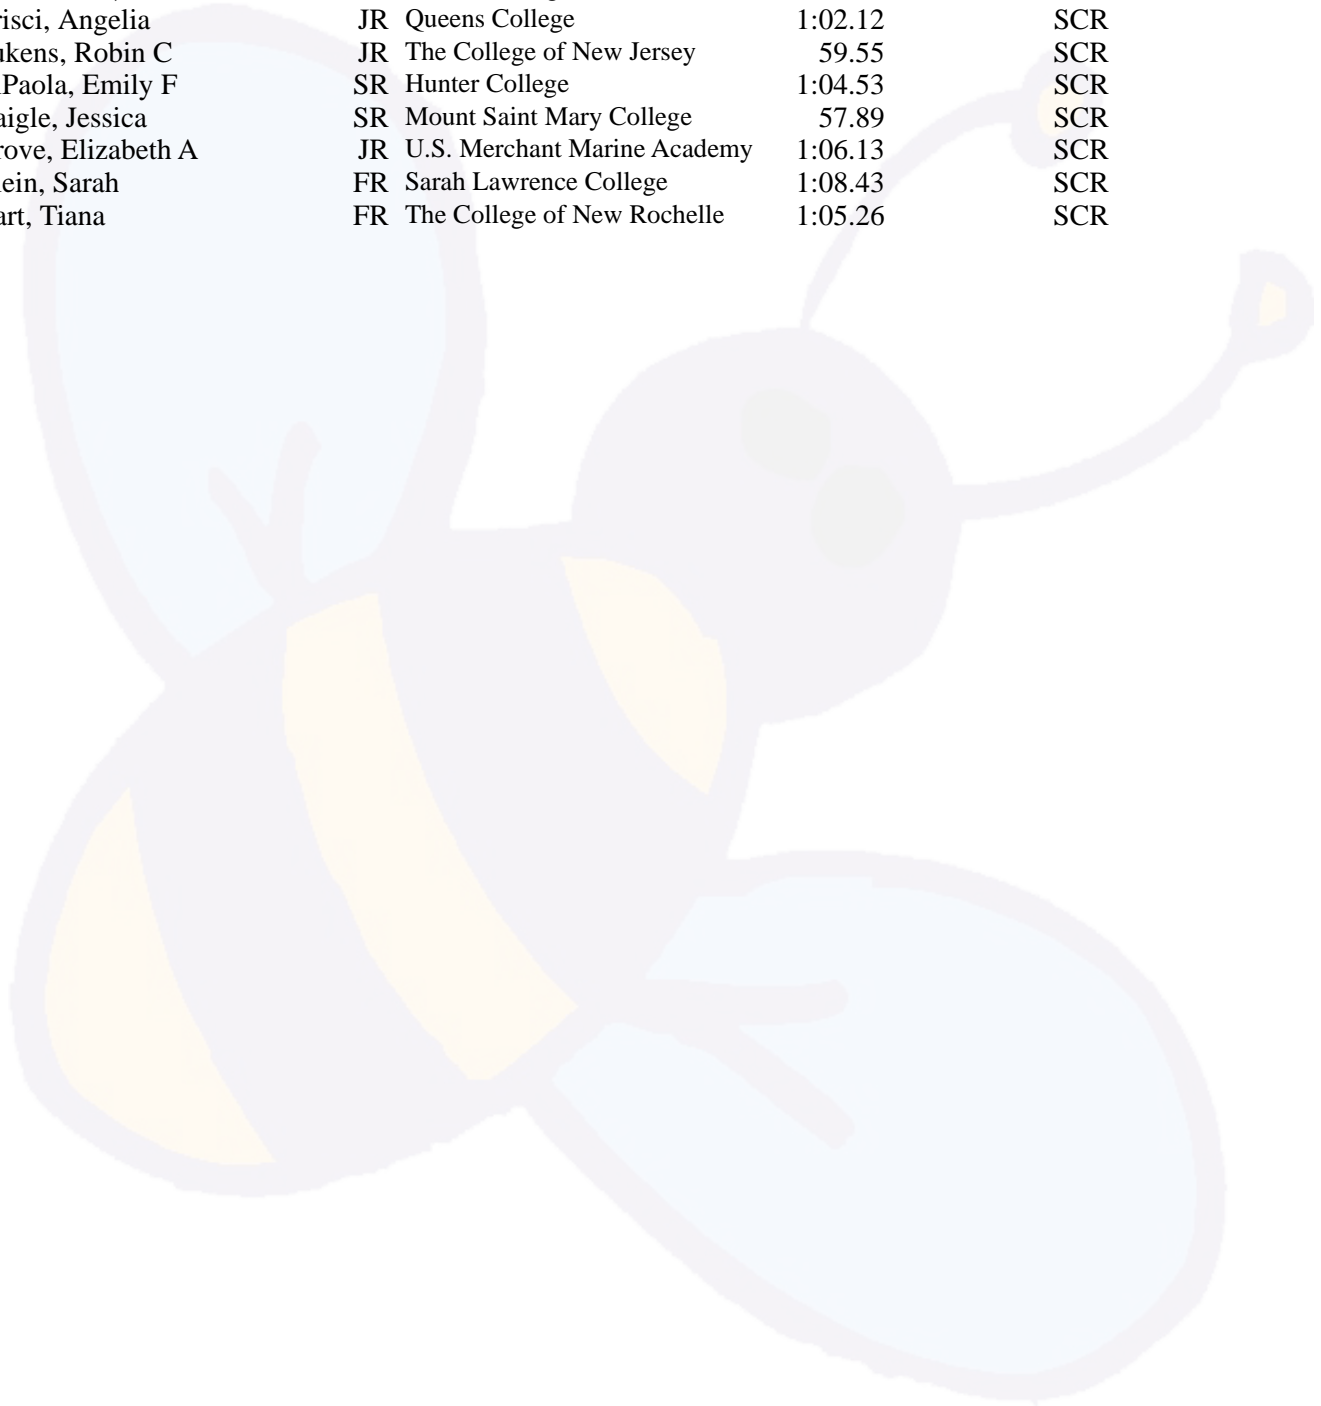 risci, Angelia JR Queens College 1:02.12 SCR
ukens, Robin C JR The College of New Jersey 59.55 SCR
Paola, Emily F SR Hunter College 1:04.53 SCR
aigle, Jessica SR Mount Saint Mary College 57.89 SCR
rove, Elizabeth A JR U.S. Merchant Marine Academy 1:06.13 SCR
ein, Sarah FR Sarah Lawrence College 1:08.43 SCR
art, Tiana FR The College of New Rochelle 1:05.26 SCR